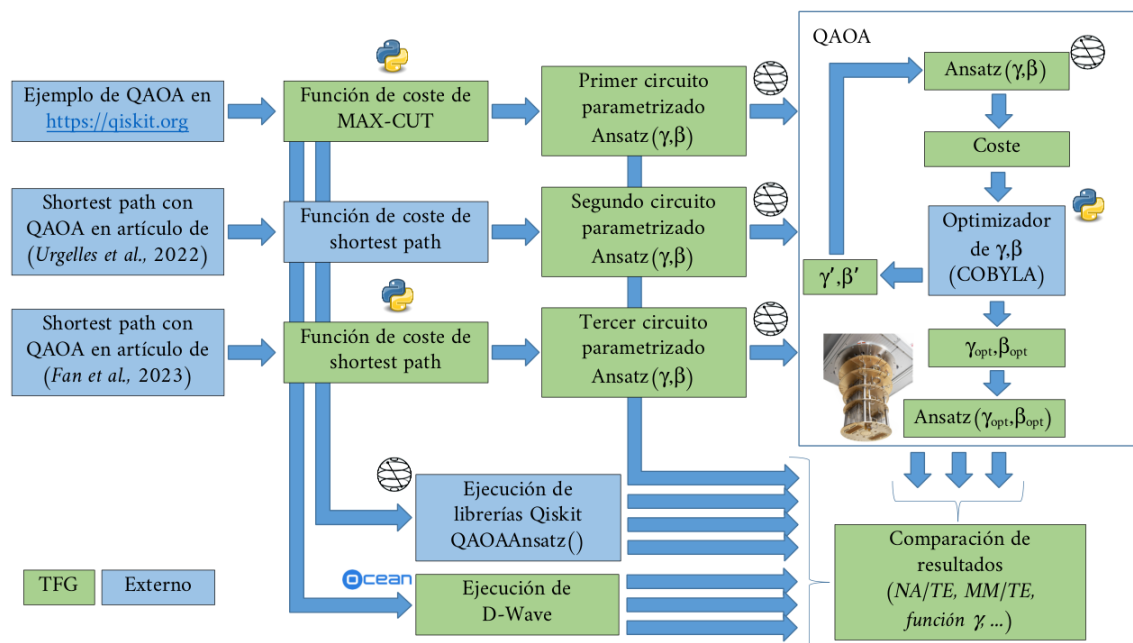 Ejemplo de QAOA en
https://qiskit.org
Función de coste de
MAX-CUT
Primer circuito
parametrizado
Ansatz(γ,β)
Shortest path con
QAOA en artículo de
(Urgelles et al., 2022)
Función de coste de
shortest path
Segundo circuito
parametrizado
Ansatz(γ,β)
Shortest path con
QAOA en artículo de
(Fan et al., 2023)
Función de coste de
shortest path
Tercer circuito
parametrizado
Ansatz(γ,β)
QAOA
Ansatz(γ,β)
Coste
Optimizador
de γ,β
(COBYLA)
γ′,β′
γopt,βopt
Ansatz(γopt,βopt)
Ejecución de
librerías Qiskit
QAOAAnsatz()
Ocean
Ejecución de
D-Wave
Comparación de
resultados
(NA/TE, MM/TE,
función γ, ...)
TFG
Externo